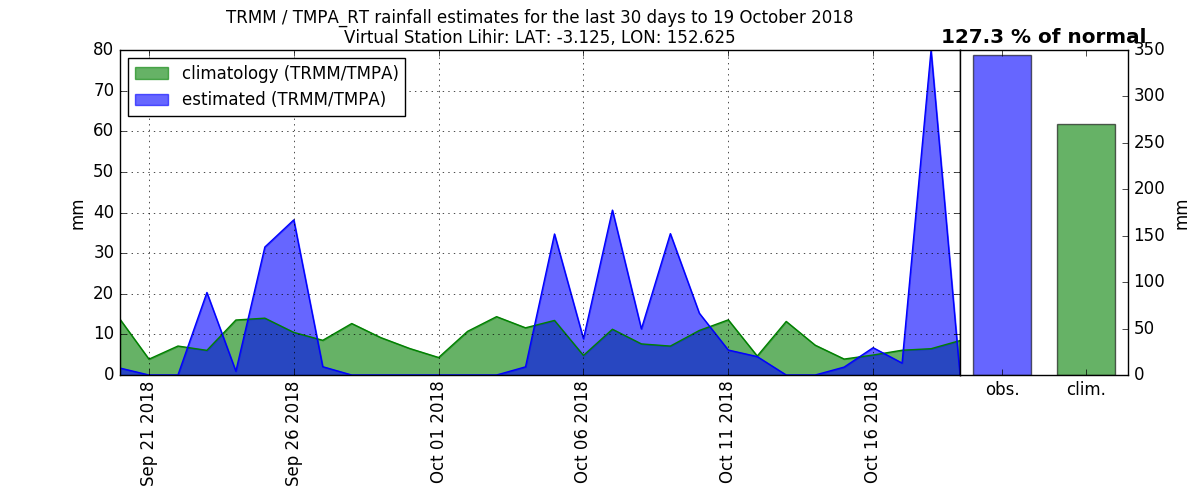 TRMM / TMPA_RT rainfall estimates for the last 30 days to 19 October 2018
Virtual Station Lihir: LAT: -3.125, LON: 152.625
127.3 % of normal
climatology (TRMM/TMPA)
estimated (TRMM/TMPA)
mm
80
70
60
50
40
30
20
10
0
Sep 21 2018
Sep 26 2018
Oct 01 2018
Oct 06 2018
Oct 11 2018
Oct 16 2018
obs.
clim.
350
300
250
200
150
100
50
0
mm